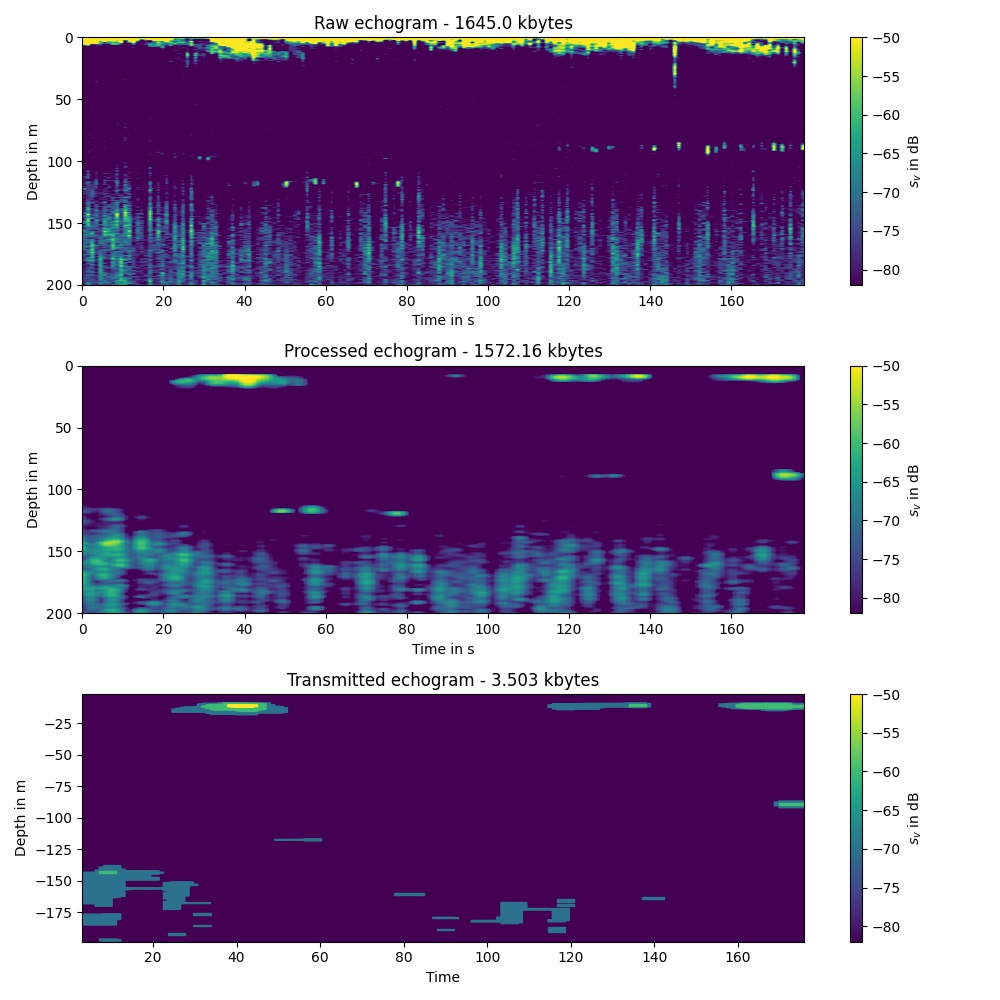 Raw echogram - 1645.0 kbytes
0
50
100
150
200
Depth in m
0 20 40 60 80 100 120 140 160
Time in s
−50
−55
−60
−65
−70
−75
−80
sv in dB
Processed echogram - 1572.16 kbytes
0
50
100
150
200
Depth in m
0 20 40 60 80 100 120 140 160
Time in s
−50
−55
−60
−65
−70
−75
−80
sv in dB
Transmitted echogram - 3.503 kbytes
−25
−50
−75
−100
−125
−150
−175
Depth in m
20 40 60 80 100 120 140 160
Time
−50
−55
−60
−65
−70
−75
−80
sv in dB